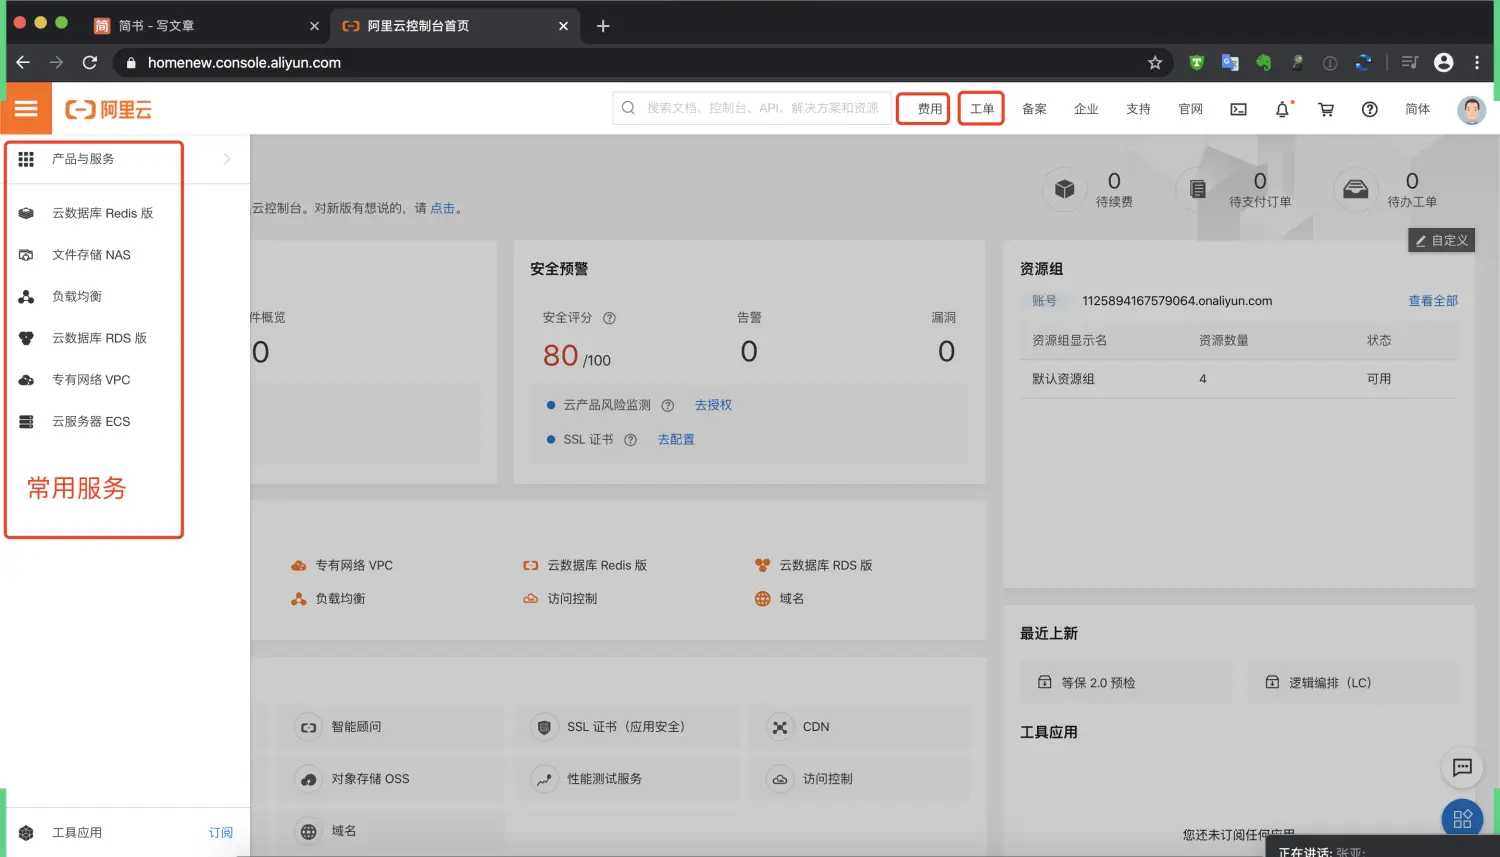 简 简书 - 写文章
阿里云控制台首页
homenew.console.aliyun.com
阿里云
搜索文档、控制台、API、解决方案和资源
费用 工单 备案 企业 支持 官网 简体
产品与服务
云数据库 Redis 版
文件存储 NAS
负载均衡
云数据库 RDS 版
专有网络 VPC
云服务器 ECS
常用服务
工具应用 订阅
云控制台。对新版有想说的，请 点击。
0 待续费
0 待支付订单
0 待办工单
自定义
件概览
0
安全预警
安全评分 告警 漏洞
80 /100 0 0
云产品风险监测 去授权
SSL 证书 去配置
资源组
账号 1125894167579064.onaliyun.com 查看全部
资源组显示名 资源数量 状态
默认资源组 4 可用
专有网络 VPC 云数据库 Redis 版 云数据库 RDS 版
负载均衡 访问控制 域名
智能顾问 SSL 证书（应用安全） CDN
对象存储 OSS 性能测试服务 访问控制
域名
最近上新
等保 2.0 预检 逻辑编排（LC）
工具应用
您还未订阅任何应用
正在讲话: 张亚;